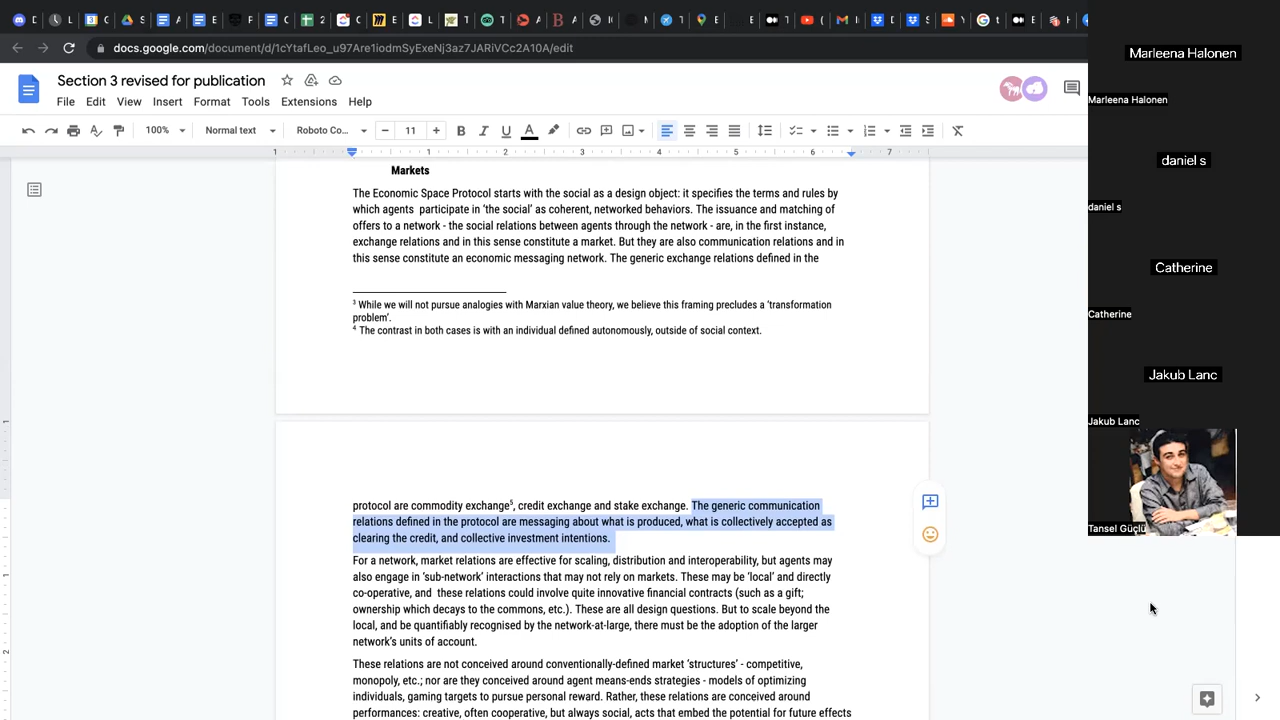 docs.google.com/document/d/1cYtafLeo_u97Are1iodmSyExeNj3az7JARiVCc2A10A/edit
Section 3 revised for publication
File Edit View Insert Format Tools Extensions Help
100% Normal text Roboto Co... 11
1 1 2 3 4 5 6 7
Markets
The Economic Space Protocol starts with the social as a design object: it specifies the terms and rules by
which agents participate in ‘the social’ as coherent, networked behaviors. The issuance and matching of
offers to a network - the social relations between agents through the network - are, in the first instance,
exchange relations and in this sense constitute a market. But they are also communication relations and in
this sense constitute an economic messaging network. The generic exchange relations defined in the
3 While we will not pursue analogies with Marxian value theory, we believe this framing precludes a ‘transformation
problem’.
4 The contrast in both cases is with an individual defined autonomously, outside of social context.
protocol are commodity exchange5, credit exchange and stake exchange. The generic communication
relations defined in the protocol are messaging about what is produced, what is collectively accepted as
clearing the credit, and collective investment intentions.
For a network, market relations are effective for scaling, distribution and interoperability, but agents may
also engage in ‘sub-network’ interactions that may not rely on markets. These may be ‘local’ and directly
co-operative, and these relations could involve quite innovative financial contracts (such as a gift;
ownership which decays to the commons, etc.). These are all design questions. But to scale beyond the
local, and be quantifiably recognised by the network-at-large, there must be the adoption of the larger
network’s units of account.
These relations are not conceived around conventionally-defined market ‘structures’ - competitive,
monopoly, etc.; nor are they conceived around agent means-ends strategies - models of optimizing
individuals, gaming targets to pursue personal reward. Rather, these relations are conceived around
performances: creative, often cooperative, but always social, acts that embed the potential for future effects
Marleena Halonen
Marleena Halonen
daniel s
daniel s
Catherine
Catherine
Jakub Lanc
Jakub Lanc
Tansel Güçlü